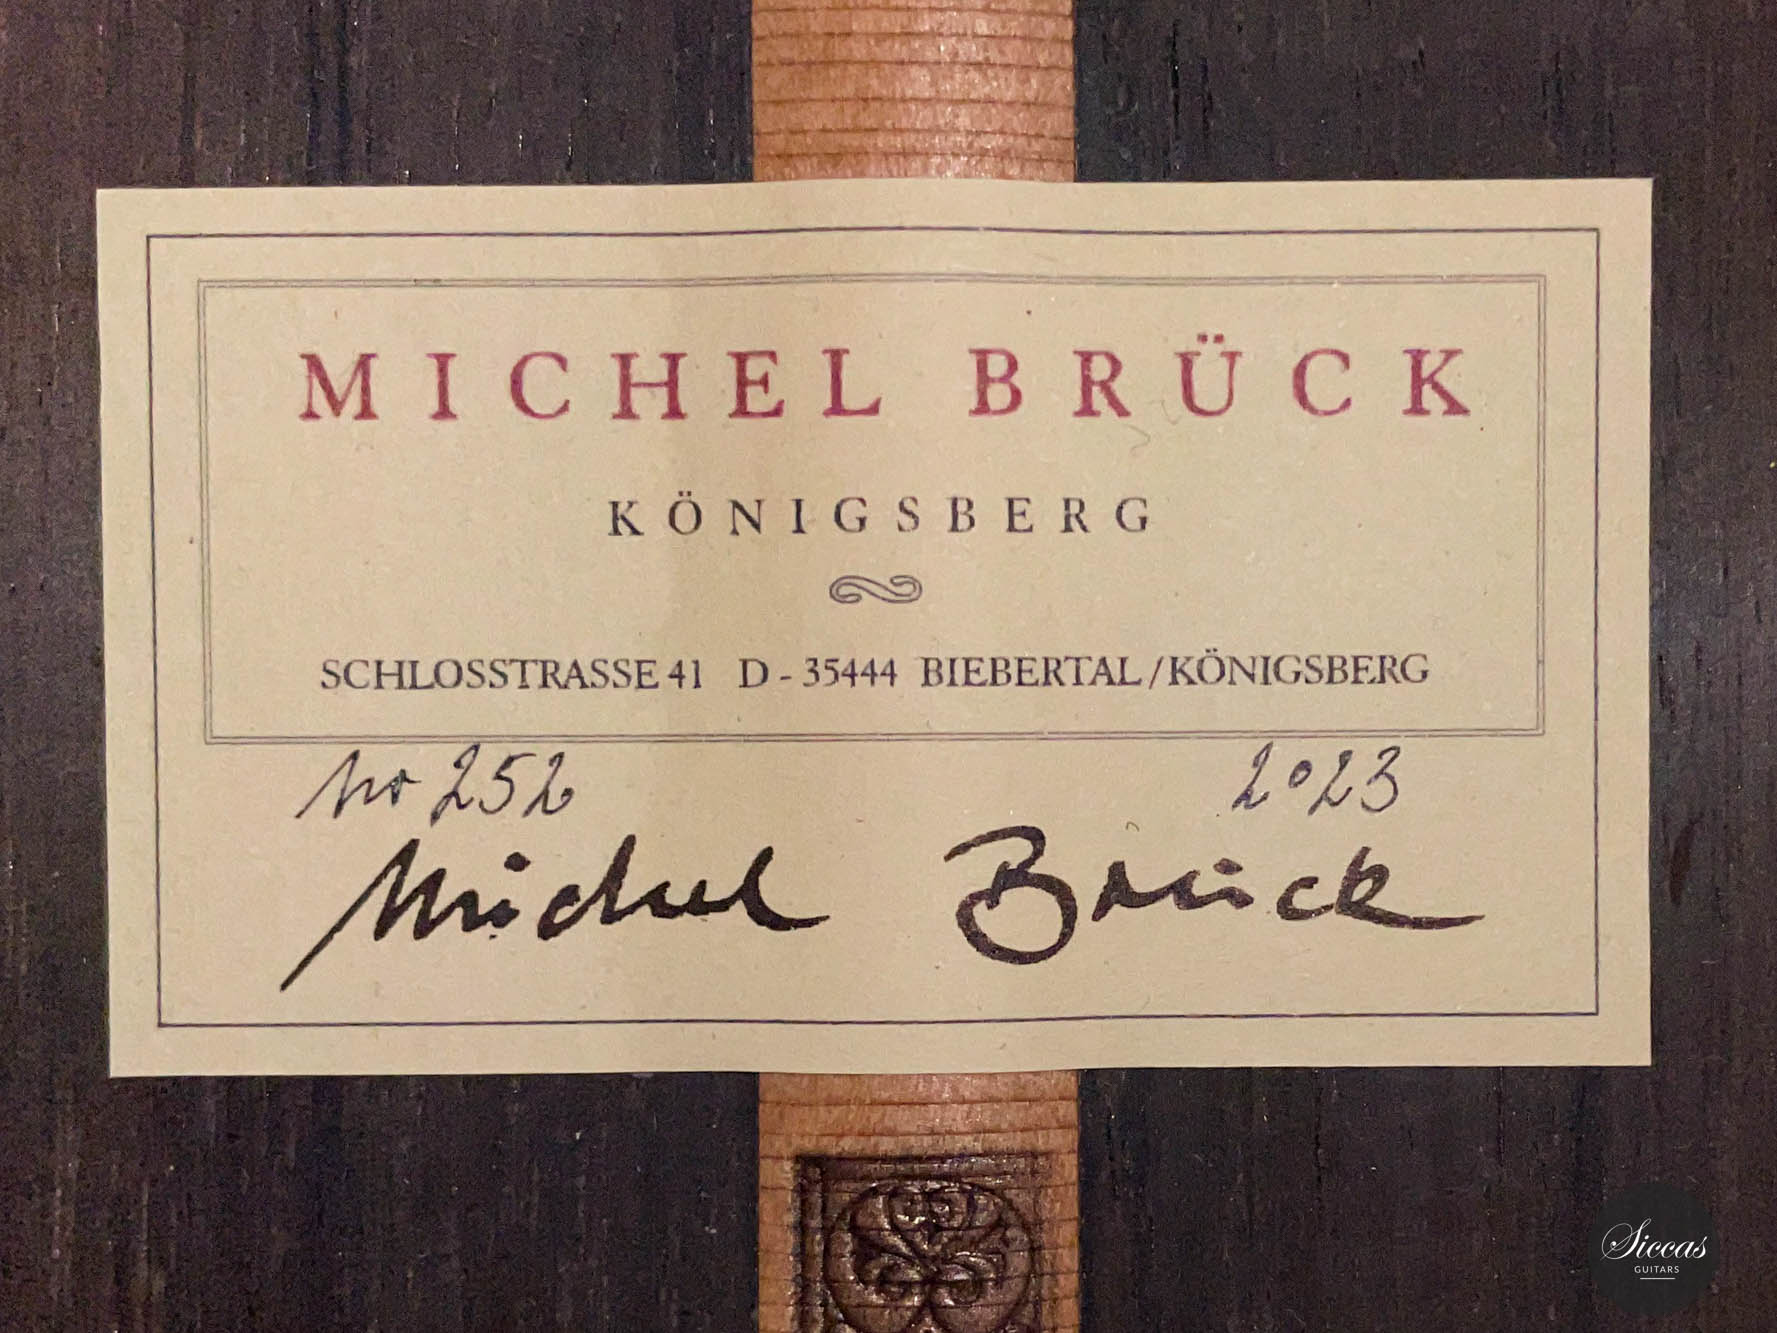 MICHEL BRÜCK
KÖNIGSBERG
SCHLOSSTRASSE 41 D-35444 BIEBERTAL/KÖNIGSBERG
No 252 2023
Michel Brück
Siccas
GUITARS